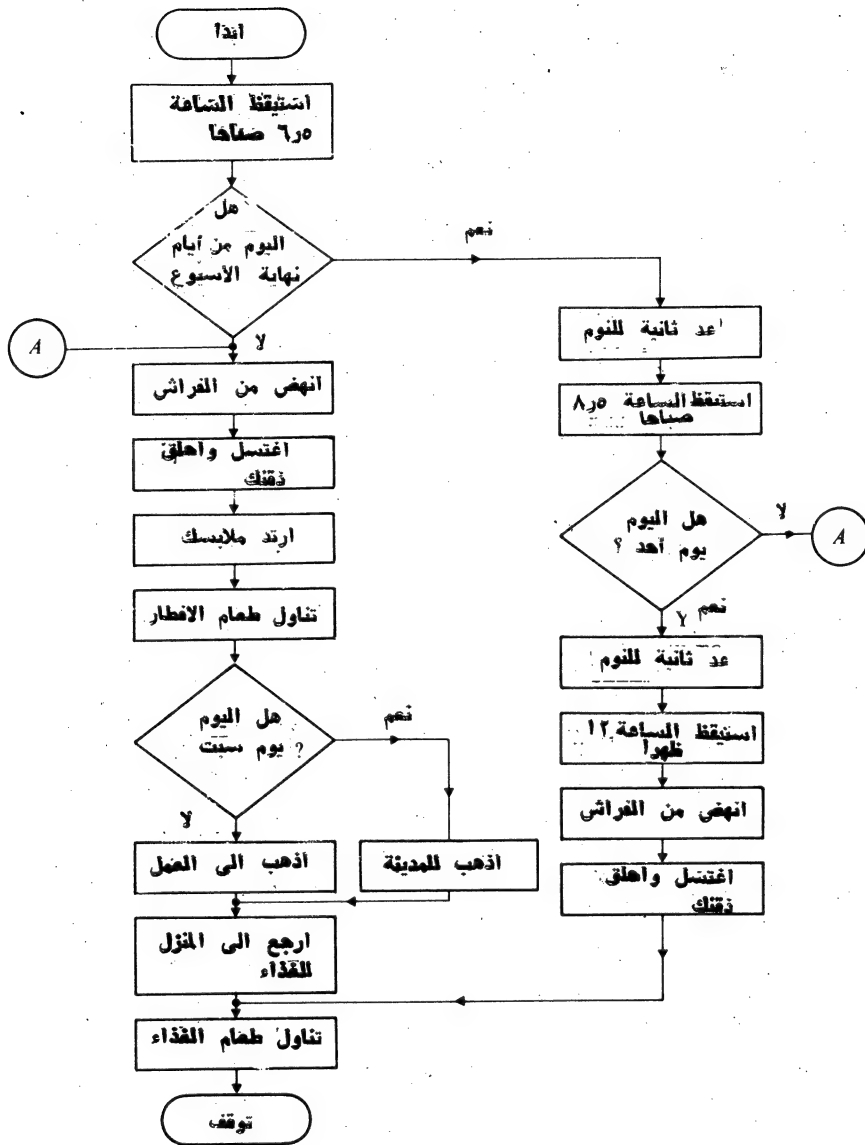 ابدأ
استيقظ الساعة
٦٫٥ صباحا
هل
اليوم من أيام
نهاية الأسبوع
نعم
لا
A
انهض من الفراش
اغتسل واحلق
ذقنك
ارتد ملابسك
تناول طعام الافطار
هل اليوم
يوم سبت ؟
نعم
لا
اذهب الى العمل
اذهب للمدينة
ارجع الى المنزل
للغذاء
تناول طعام الغذاء
توقف
عد ثانية للنوم
استيقظ الساعة ٨٫٥
صباحا
هل اليوم
يوم أحد ؟
لا
A
نعم
Y
عد ثانية للنوم
استيقظ الساعة ١٢
ظهرا
انهض من الفراش
اغتسل واحلق
ذقنك